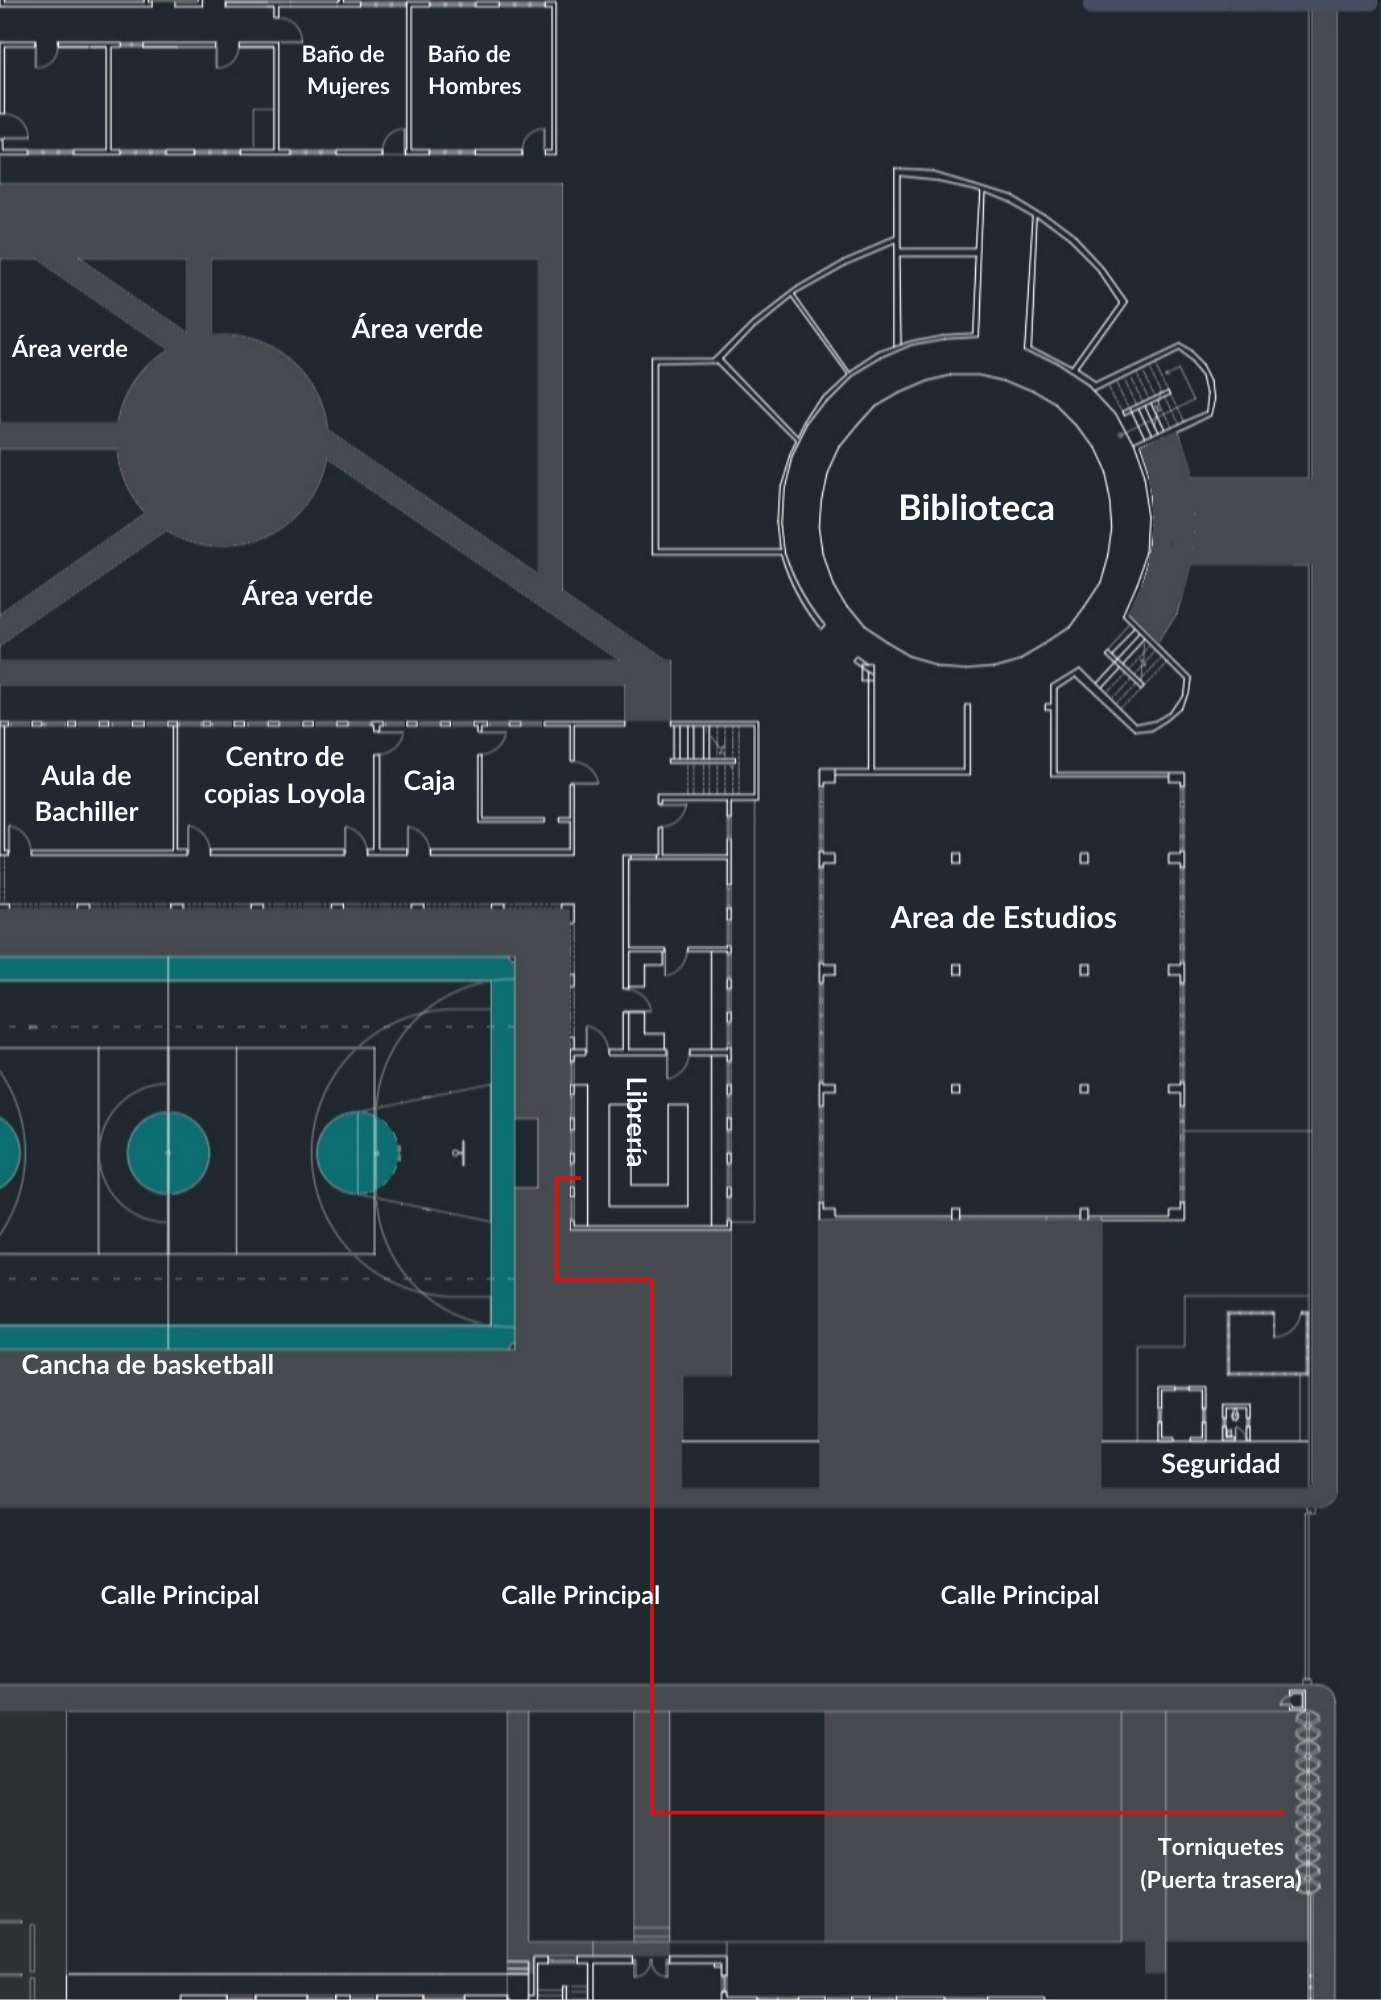 Baño de
Mujeres
Baño de
Hombres
Área verde
Área verde
Biblioteca
Área verde
Aula de
Bachiller
Centro de
copias Loyola
Caja
Area de Estudios
Librería
Cancha de basketball
Seguridad
Calle Principal
Calle Principal
Calle Principal
Torniquetes
(Puerta trasera)